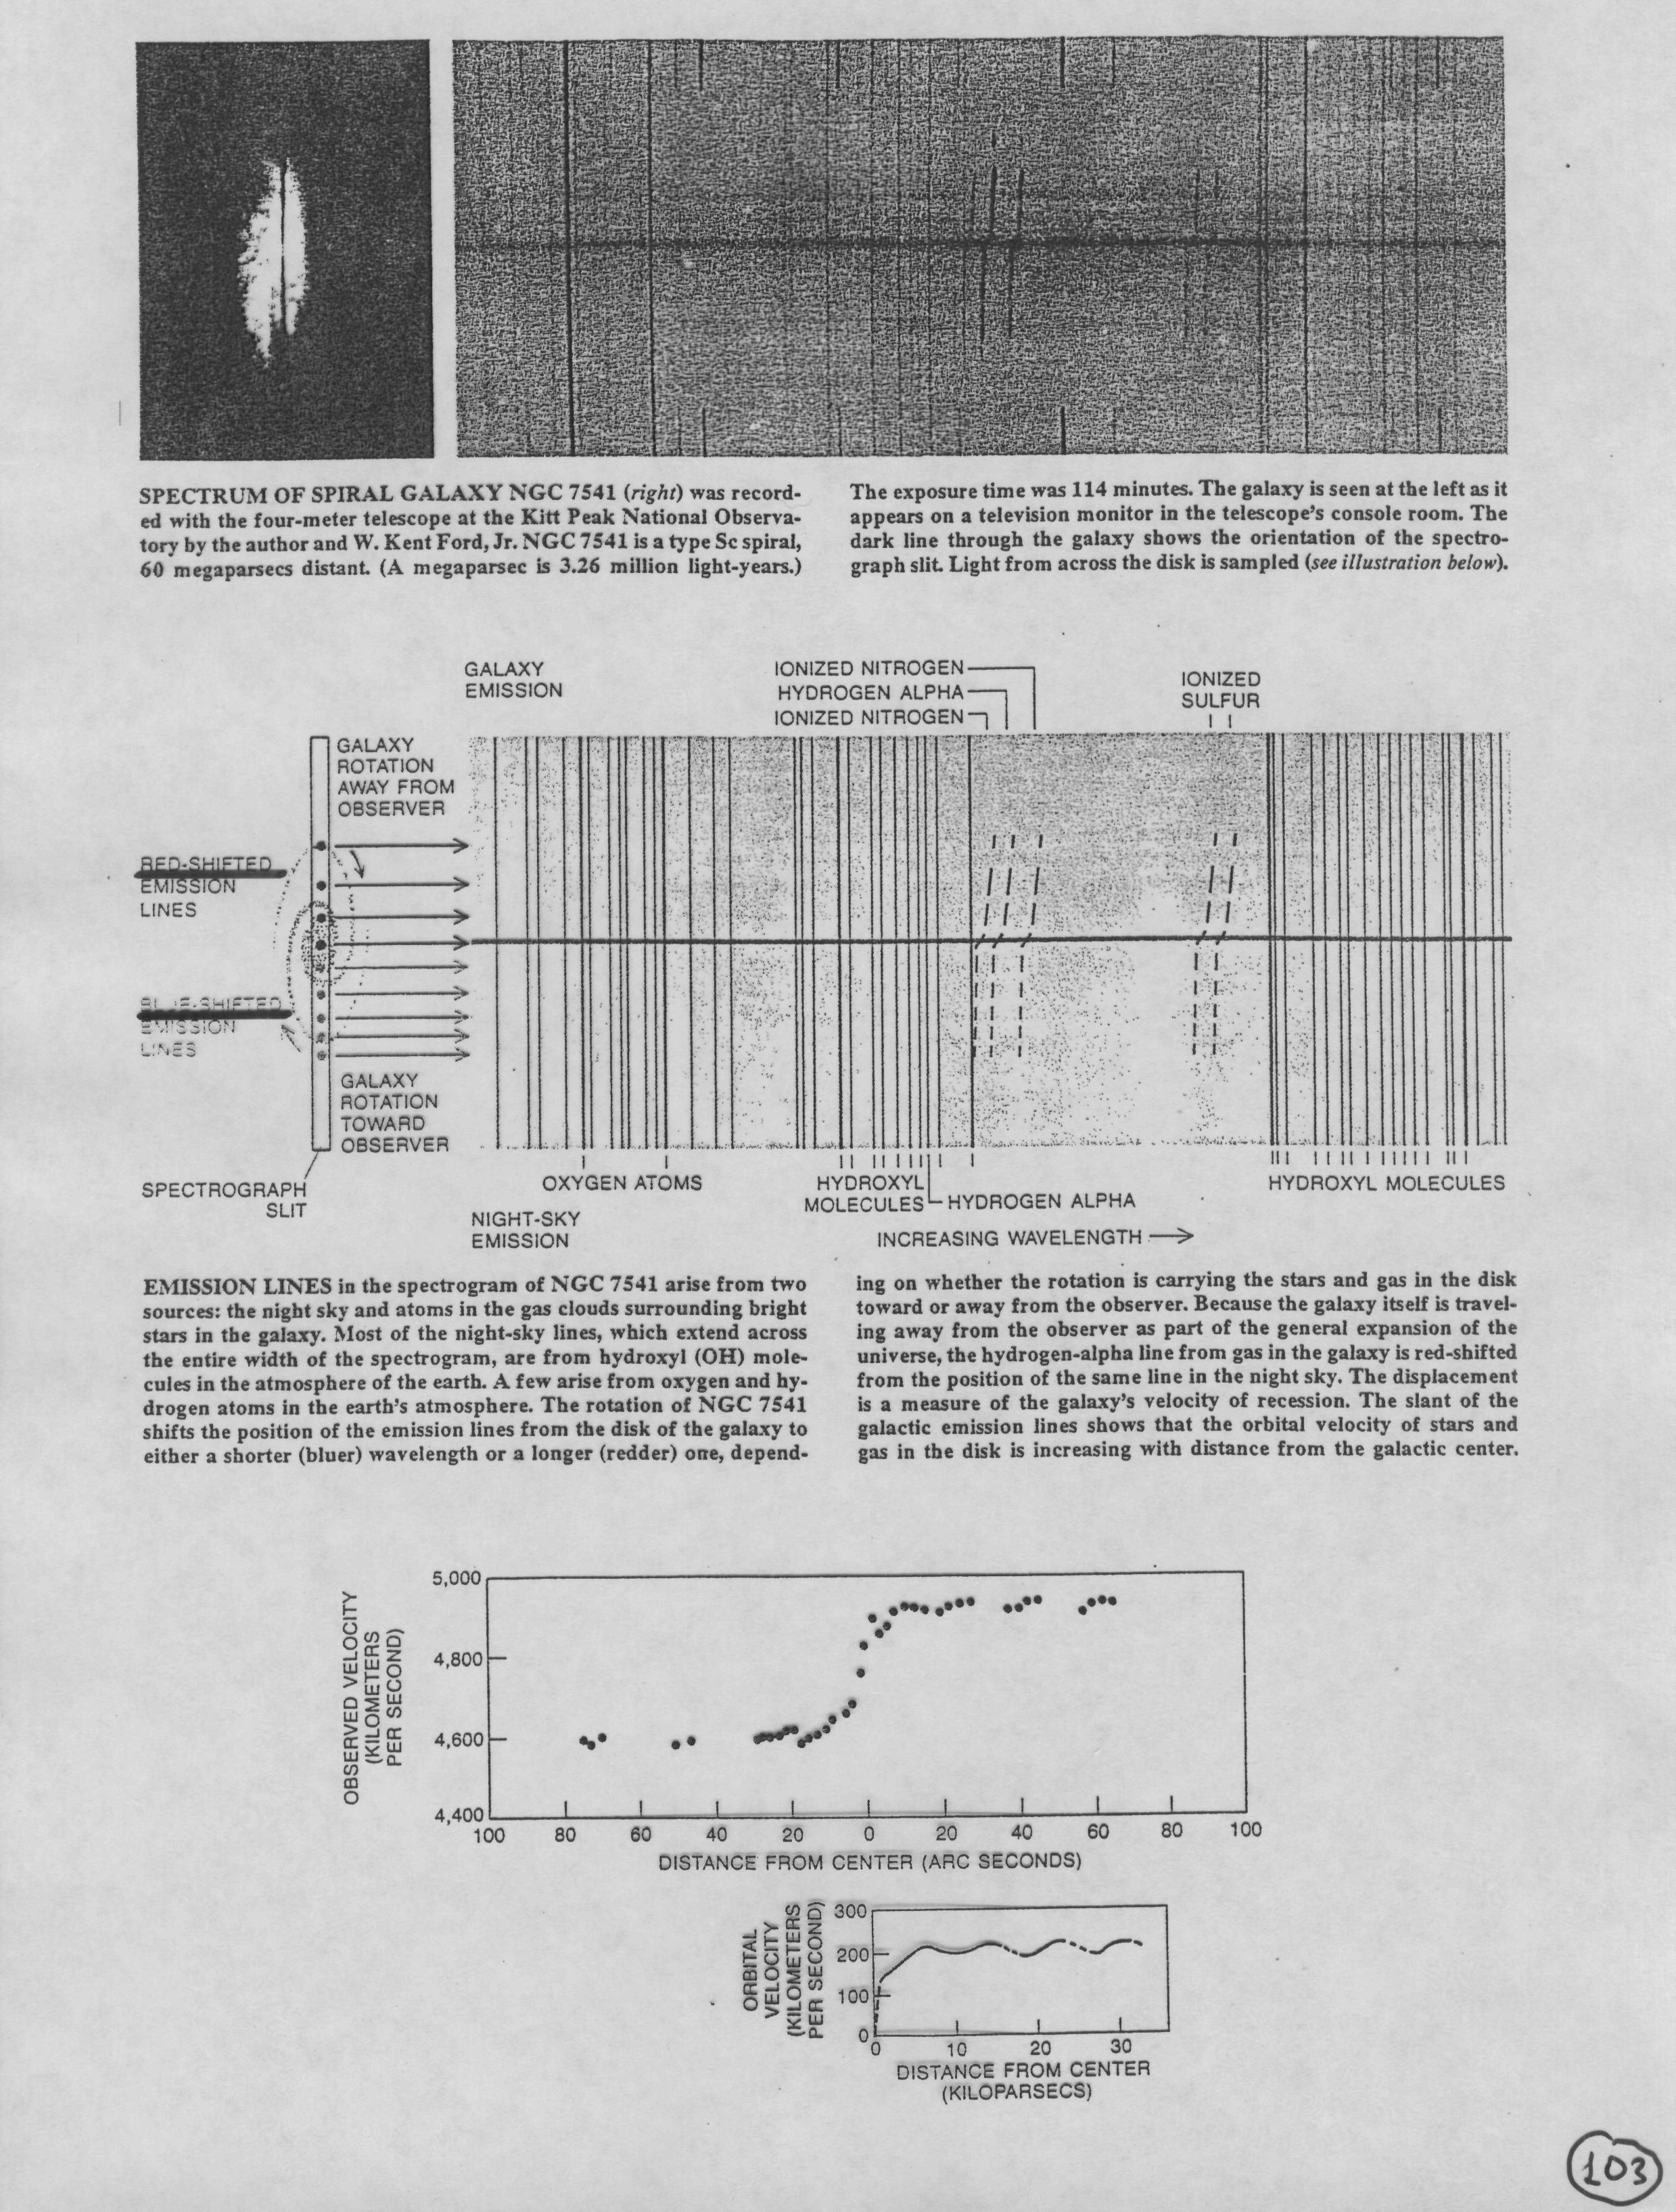 SPECTRUM OF SPIRAL GALAXY NGC 7541 (right) was record-
ed with the four-meter telescope at the Kitt Peak National Observa-
tory by the author and W. Kent Ford, Jr. NGC 7541 is a type Sc spiral,
60 megaparsecs distant. (A megaparsec is 3.26 million light-years.)
The exposure time was 114 minutes. The galaxy is seen at the left as it
appears on a television monitor in the telescope's console room. The
dark line through the galaxy shows the orientation of the spectro-
graph slit. Light from across the disk is sampled (see illustration below).
GALAXY
EMISSION
IONIZED NITROGEN
HYDROGEN ALPHA
IONIZED NITROGEN
IONIZED
SULFUR
GALAXY
ROTATION
AWAY FROM
OBSERVER
RED-SHIFTED
EMISSION
LINES
BLUE-SHIFTED
EMISSION
LINES
GALAXY
ROTATION
TOWARD
OBSERVER
SPECTROGRAPH
SLIT
OXYGEN ATOMS
HYDROXYL
MOLECULES
HYDROGEN ALPHA
HYDROXYL MOLECULES
NIGHT-SKY
EMISSION
INCREASING WAVELENGTH
EMISSION LINES in the spectrogram of NGC 7541 arise from two
sources: the night sky and atoms in the gas clouds surrounding bright
stars in the galaxy. Most of the night-sky lines, which extend across
the entire width of the spectrogram, are from hydroxyl (OH) mole-
cules in the atmosphere of the earth. A few arise from oxygen and hy-
drogen atoms in the earth's atmosphere. The rotation of NGC 7541
shifts the position of the emission lines from the disk of the galaxy to
either a shorter (bluer) wavelength or a longer (redder) one, depend-
ing on whether the rotation is carrying the stars and gas in the disk
toward or away from the observer. Because the galaxy itself is travel-
ing away from the observer as part of the general expansion of the
universe, the hydrogen-alpha line from gas in the galaxy is red-shifted
from the position of the same line in the night sky. The displacement
is a measure of the galaxy's velocity of recession. The slant of the
galactic emission lines shows that the orbital velocity of stars and
gas in the disk is increasing with distance from the galactic center.
OBSERVED VELOCITY
(KILOMETERS
PER SECOND)
5,000
4,800
4,600
4,400
100 80 60 40 20 0 20 40 60 80 100
DISTANCE FROM CENTER (ARC SECONDS)
ORBITAL
VELOCITY
(KILOMETERS
PER SECOND)
300
200
100
0
0 10 20 30
DISTANCE FROM CENTER
(KILOPARSECS)
103